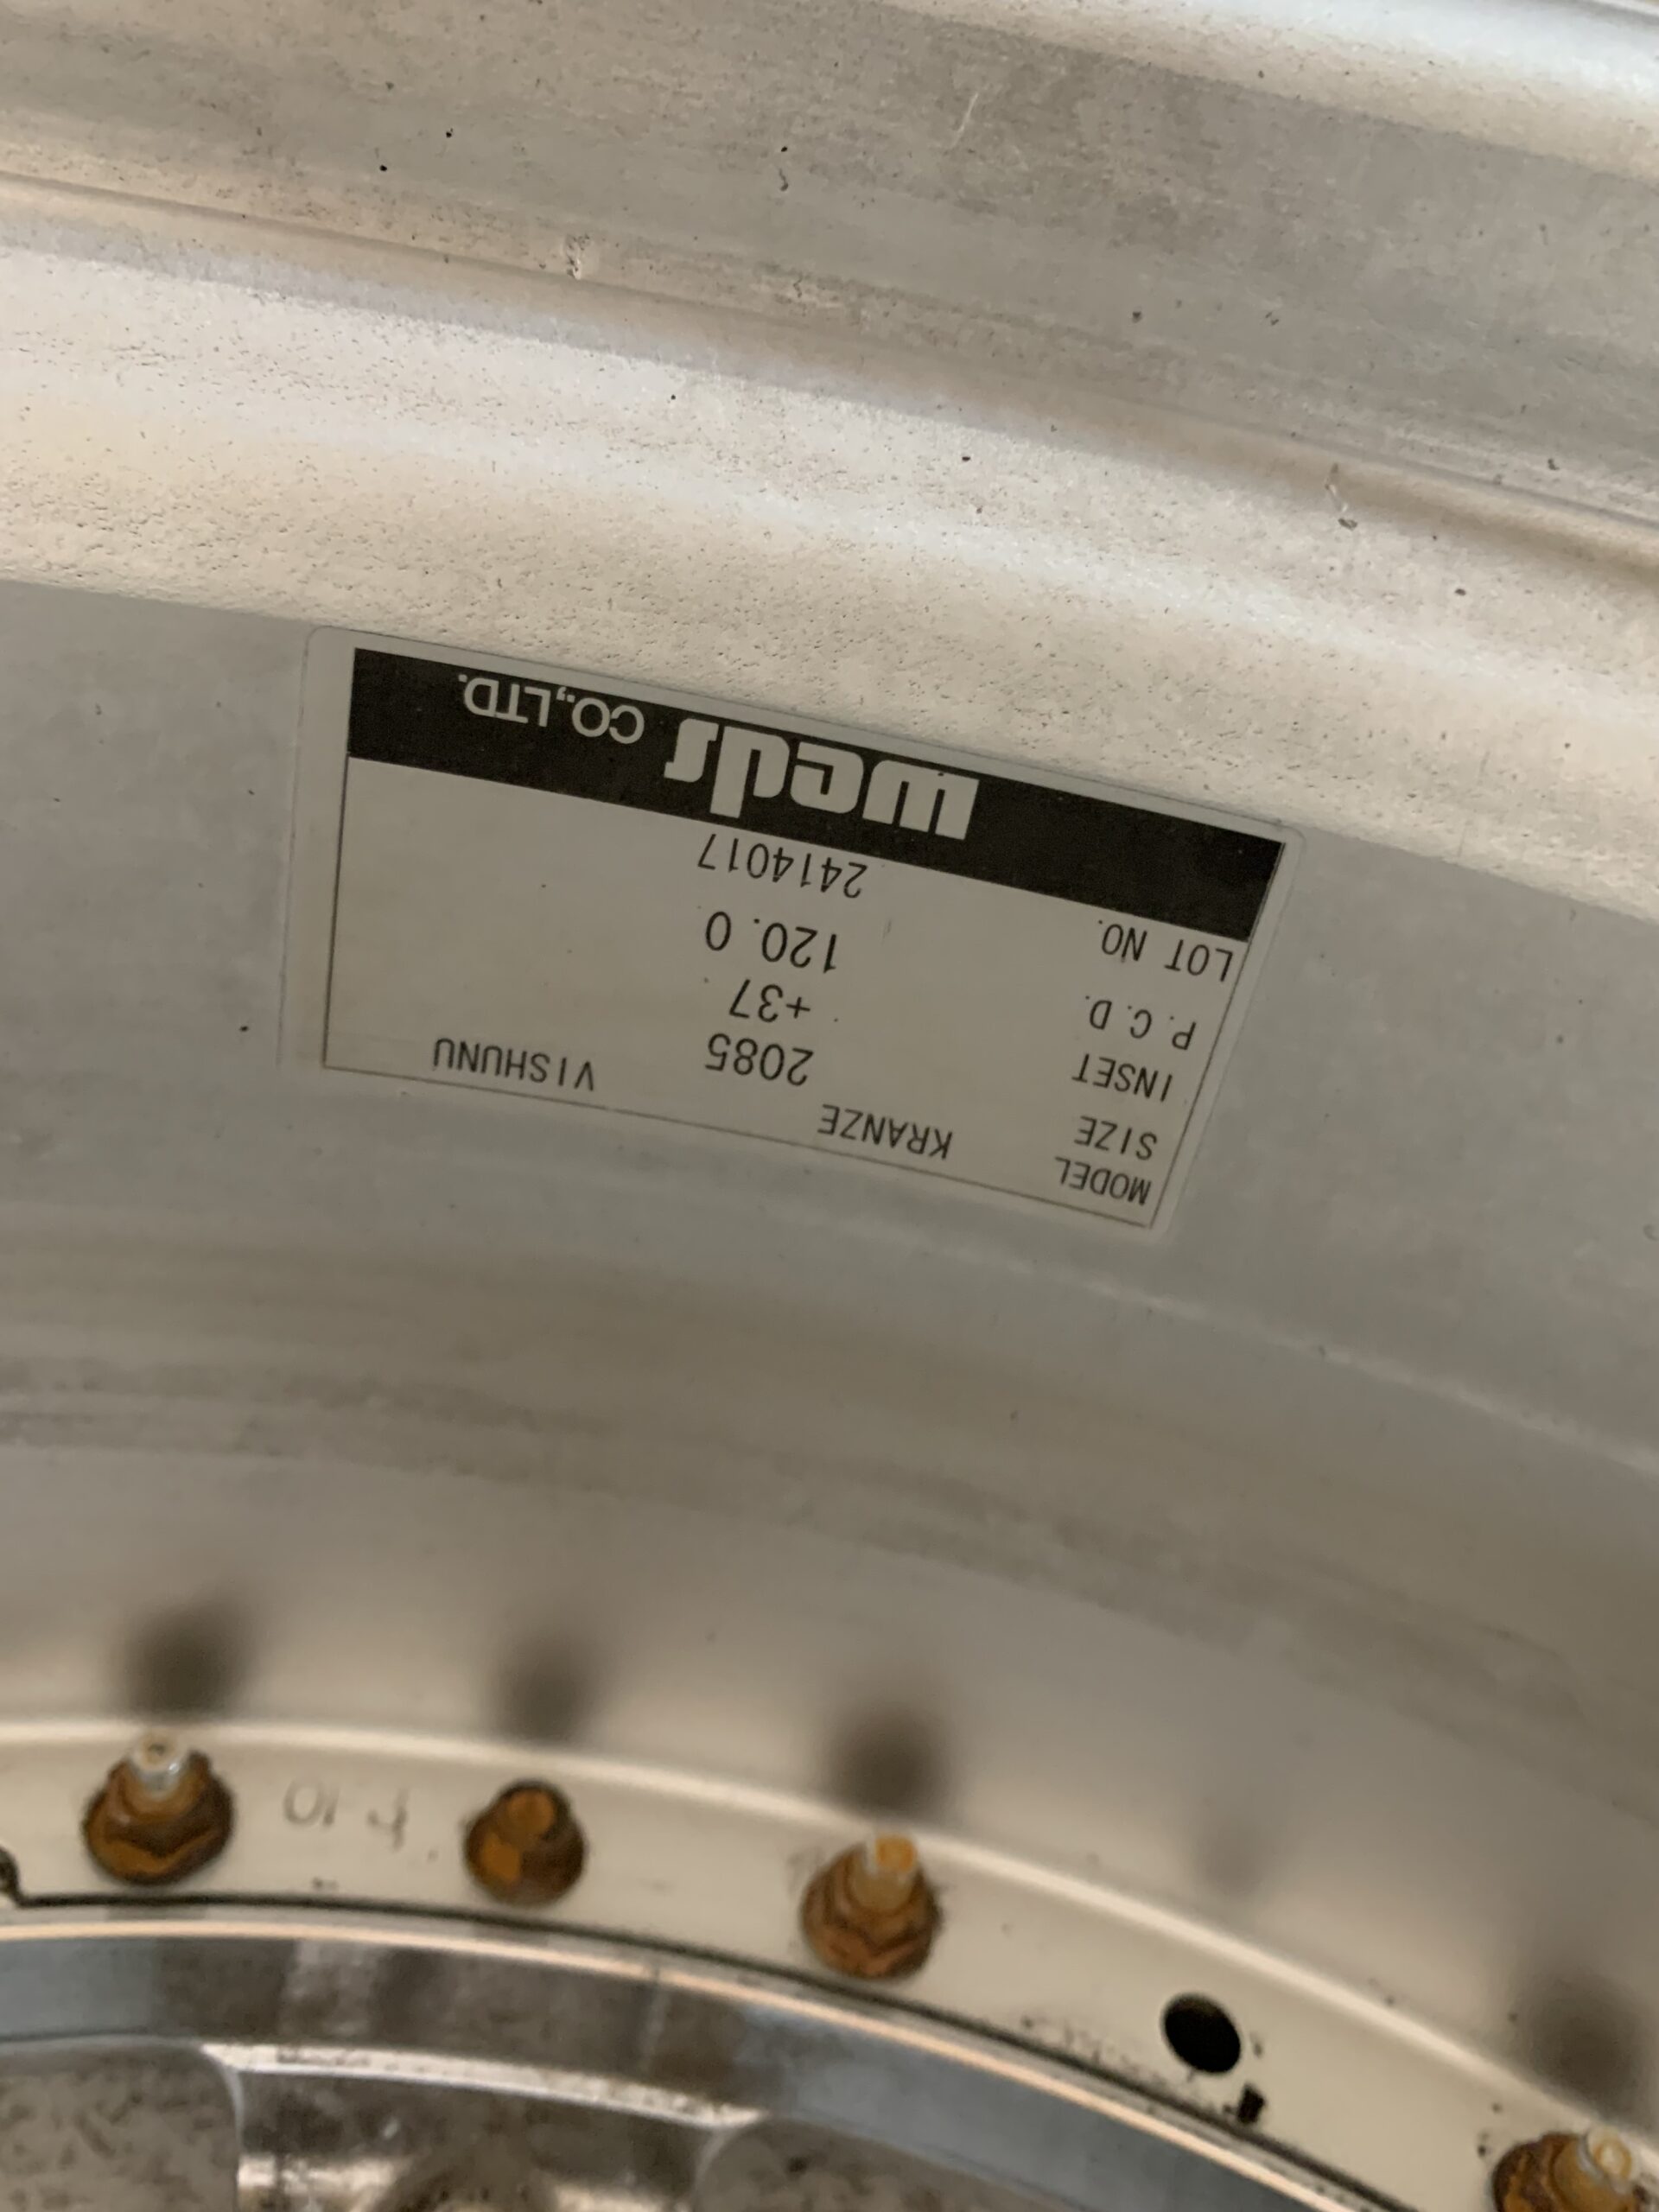 MODEL KRANZE VISHUNU
SIZE 2085
INSET +37
P.C.D. 120.0
LOT NO. 2414017
weds CO.,LTD.